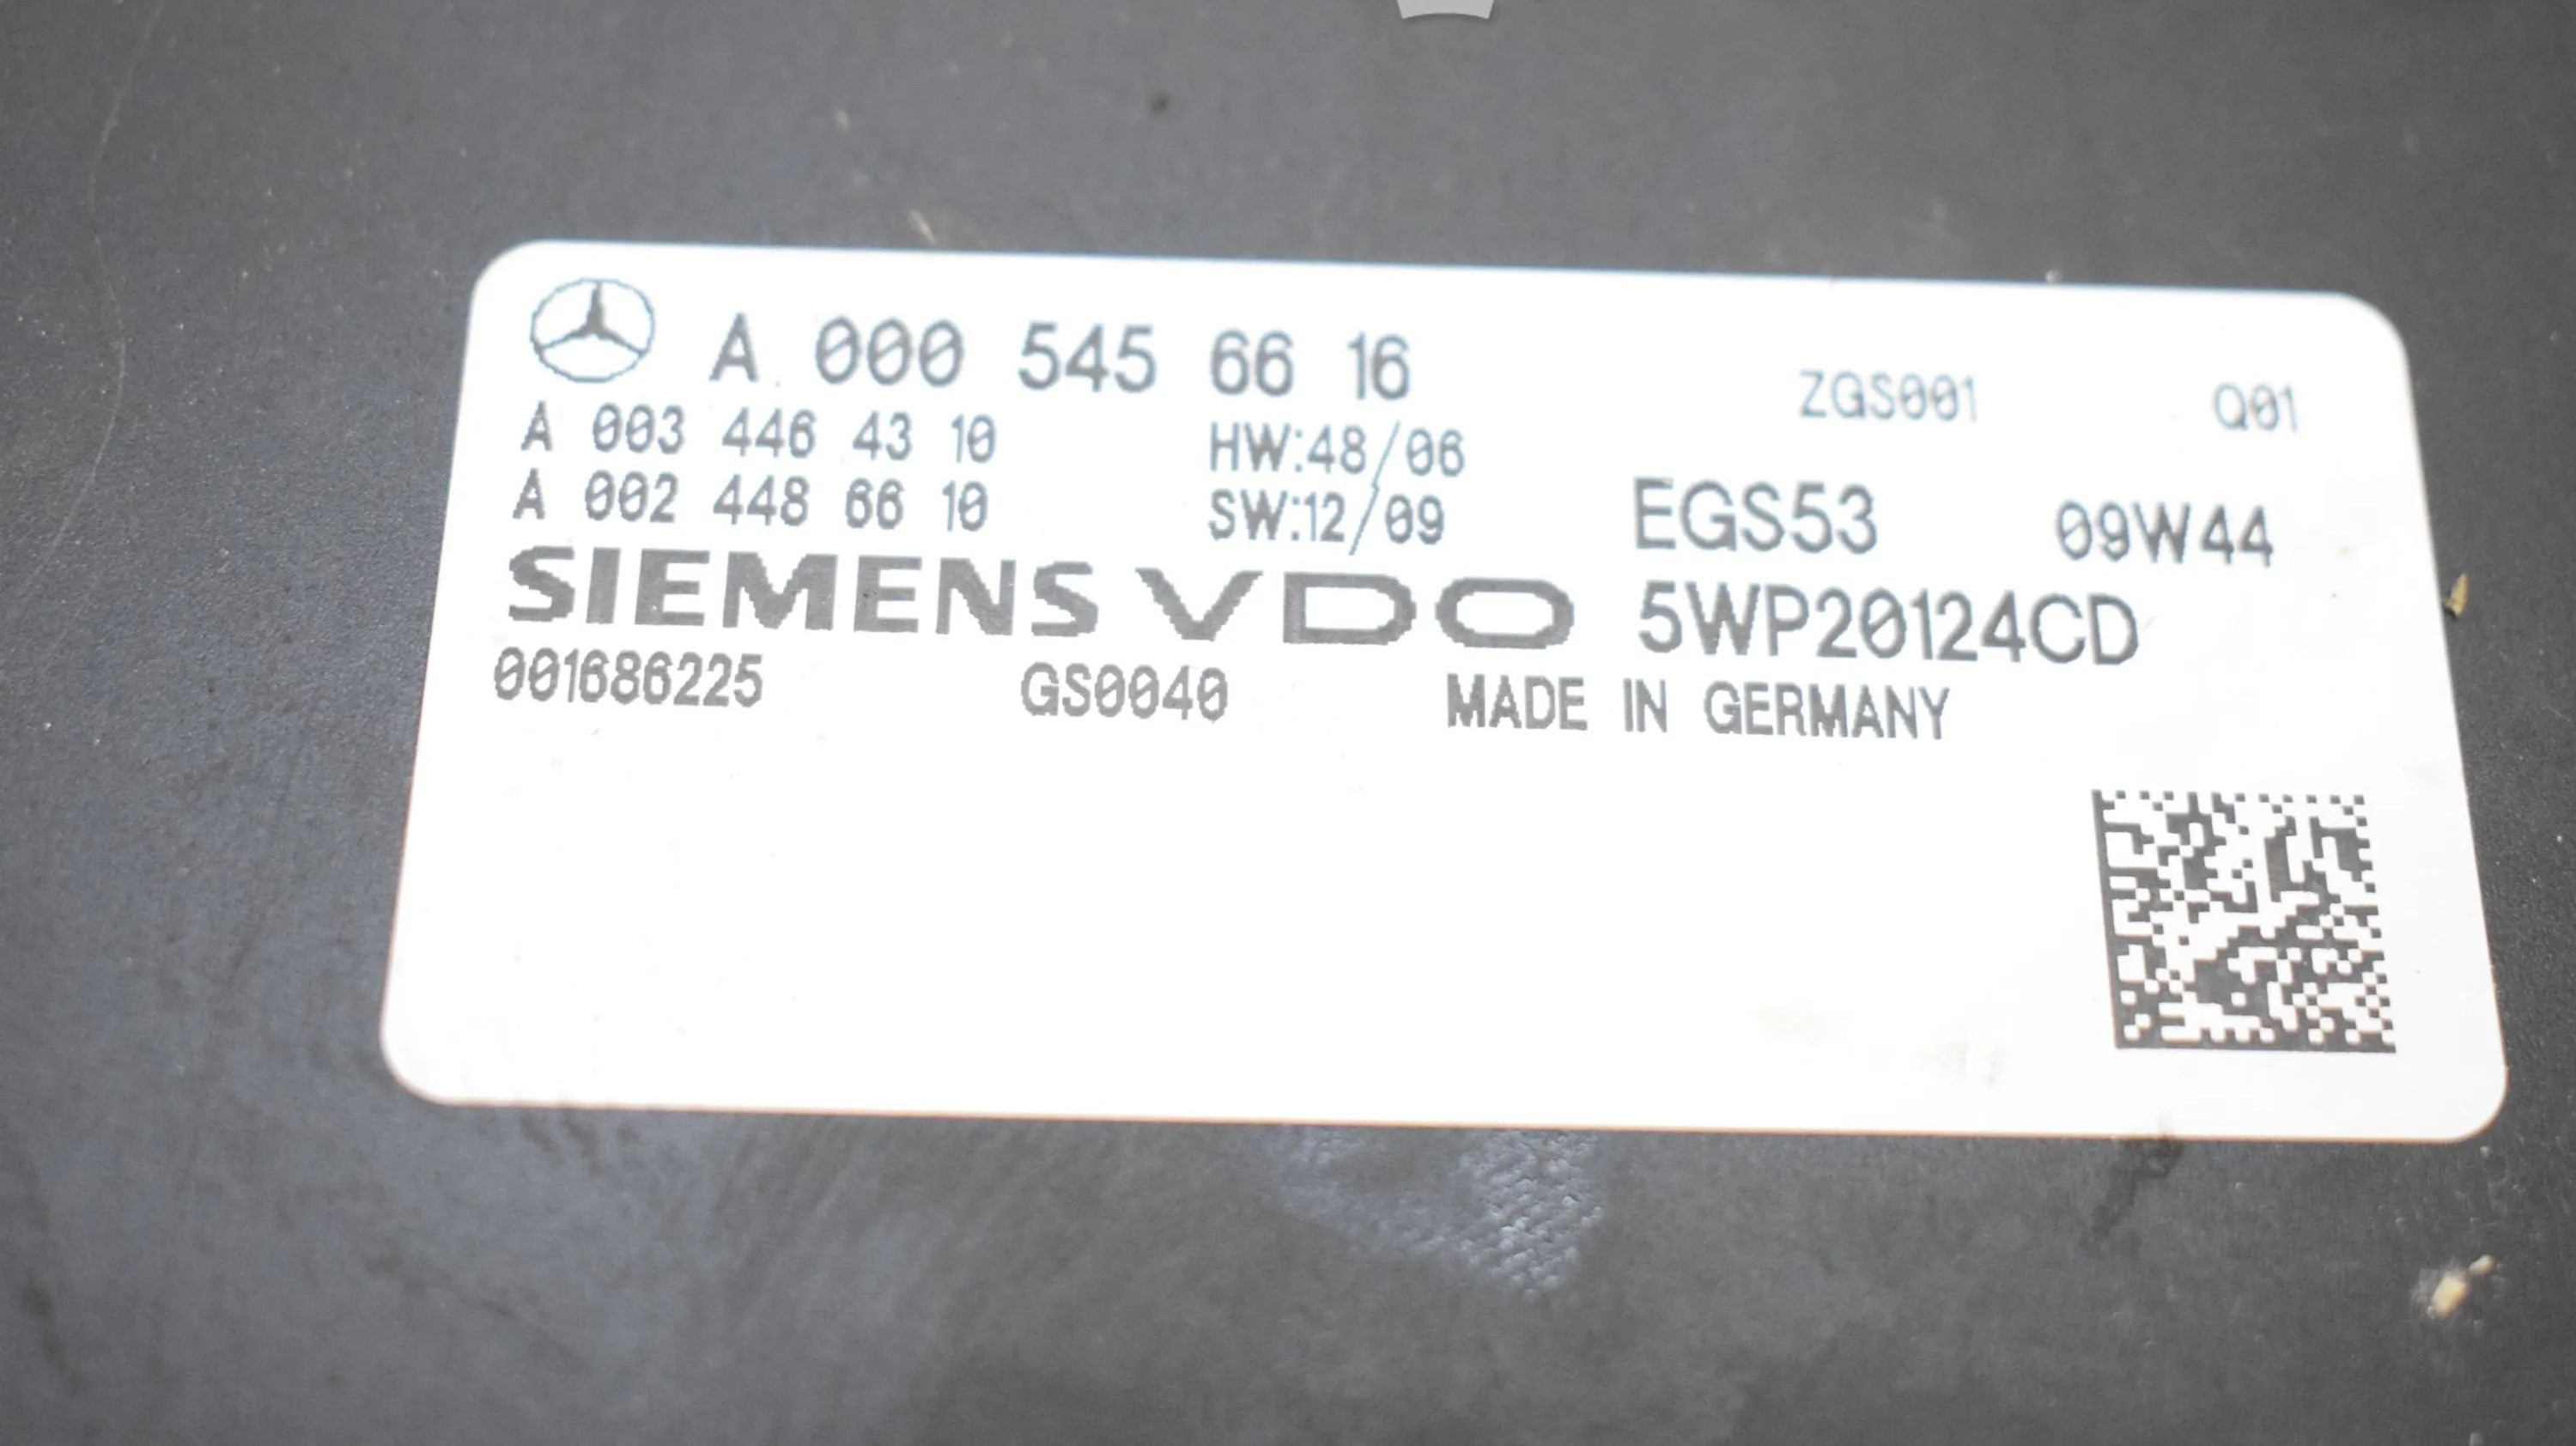 A 000 545 66 16
ZGS001 Q01
A 003 446 43 10 HW:48/06
A 002 448 66 10 SW:12/09 EGS53 09W44
SIEMENS VDO 5WP20124CD
001686225 GS0040 MADE IN GERMANY